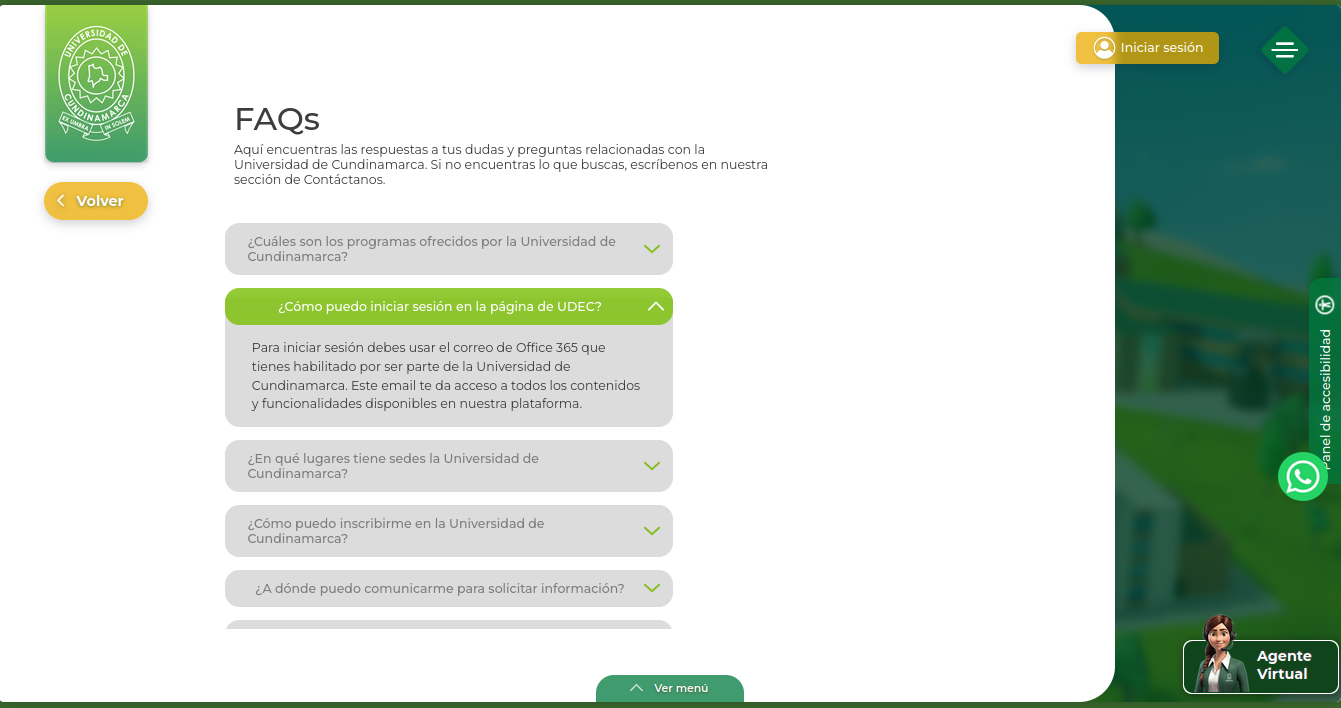 UNIVERSIDAD DE
CUNDINAMARCA
EX UMBRA IN SOLEM
Iniciar sesión
Volver
FAQs
Aquí encuentras las respuestas a tus dudas y preguntas relacionadas con la
Universidad de Cundinamarca. Si no encuentras lo que buscas, escríbenos en nuestra
sección de Contáctanos.
¿Cuáles son los programas ofrecidos por la Universidad de
Cundinamarca?
¿Cómo puedo iniciar sesión en la página de UDEC?
Para iniciar sesión debes usar el correo de Office 365 que
tienes habilitado por ser parte de la Universidad de
Cundinamarca. Este email te da acceso a todos los contenidos
y funcionalidades disponibles en nuestra plataforma.
¿En qué lugares tiene sedes la Universidad de
Cundinamarca?
¿Cómo puedo inscribirme en la Universidad de
Cundinamarca?
¿A dónde puedo comunicarme para solicitar información?
Panel de accesibilidad
Agente
Virtual
Ver menú